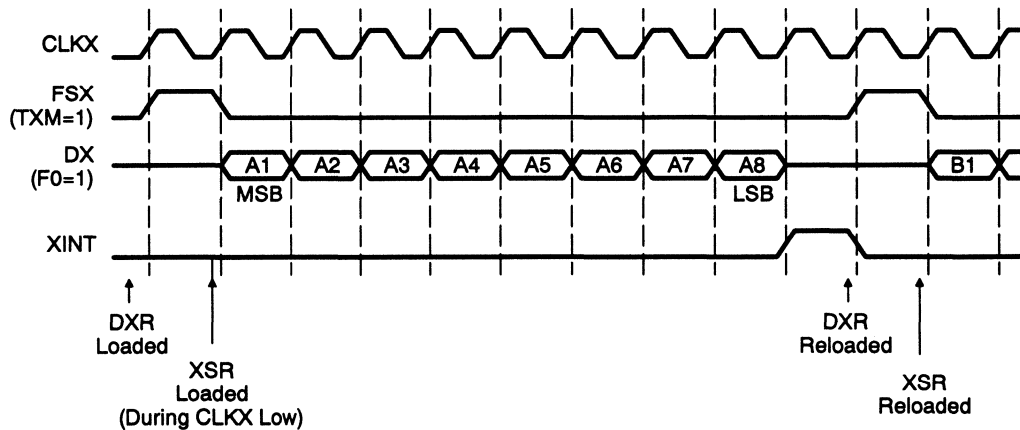 CLKX
FSX
(TXM=1)
DX
(F0=1)
A1 A2 A3 A4 A5 A6 A7 A8 B1
MSB LSB
XINT
DXR
Loaded
XSR
Loaded
(During CLKX Low)
DXR
Reloaded
XSR
Reloaded